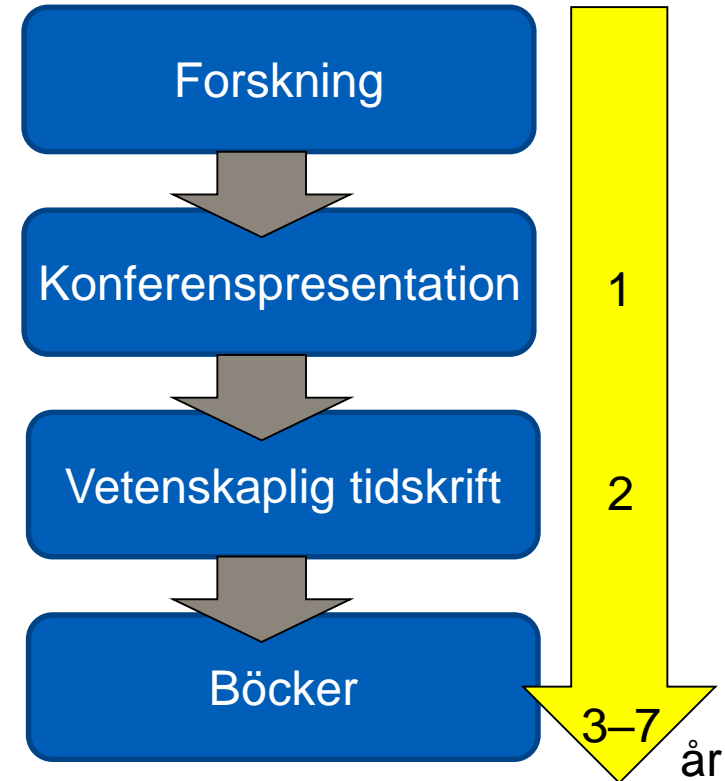 Forskning
Konferenspresentation
1
Vetenskaplig tidskrift
2
Böcker
3–7
år